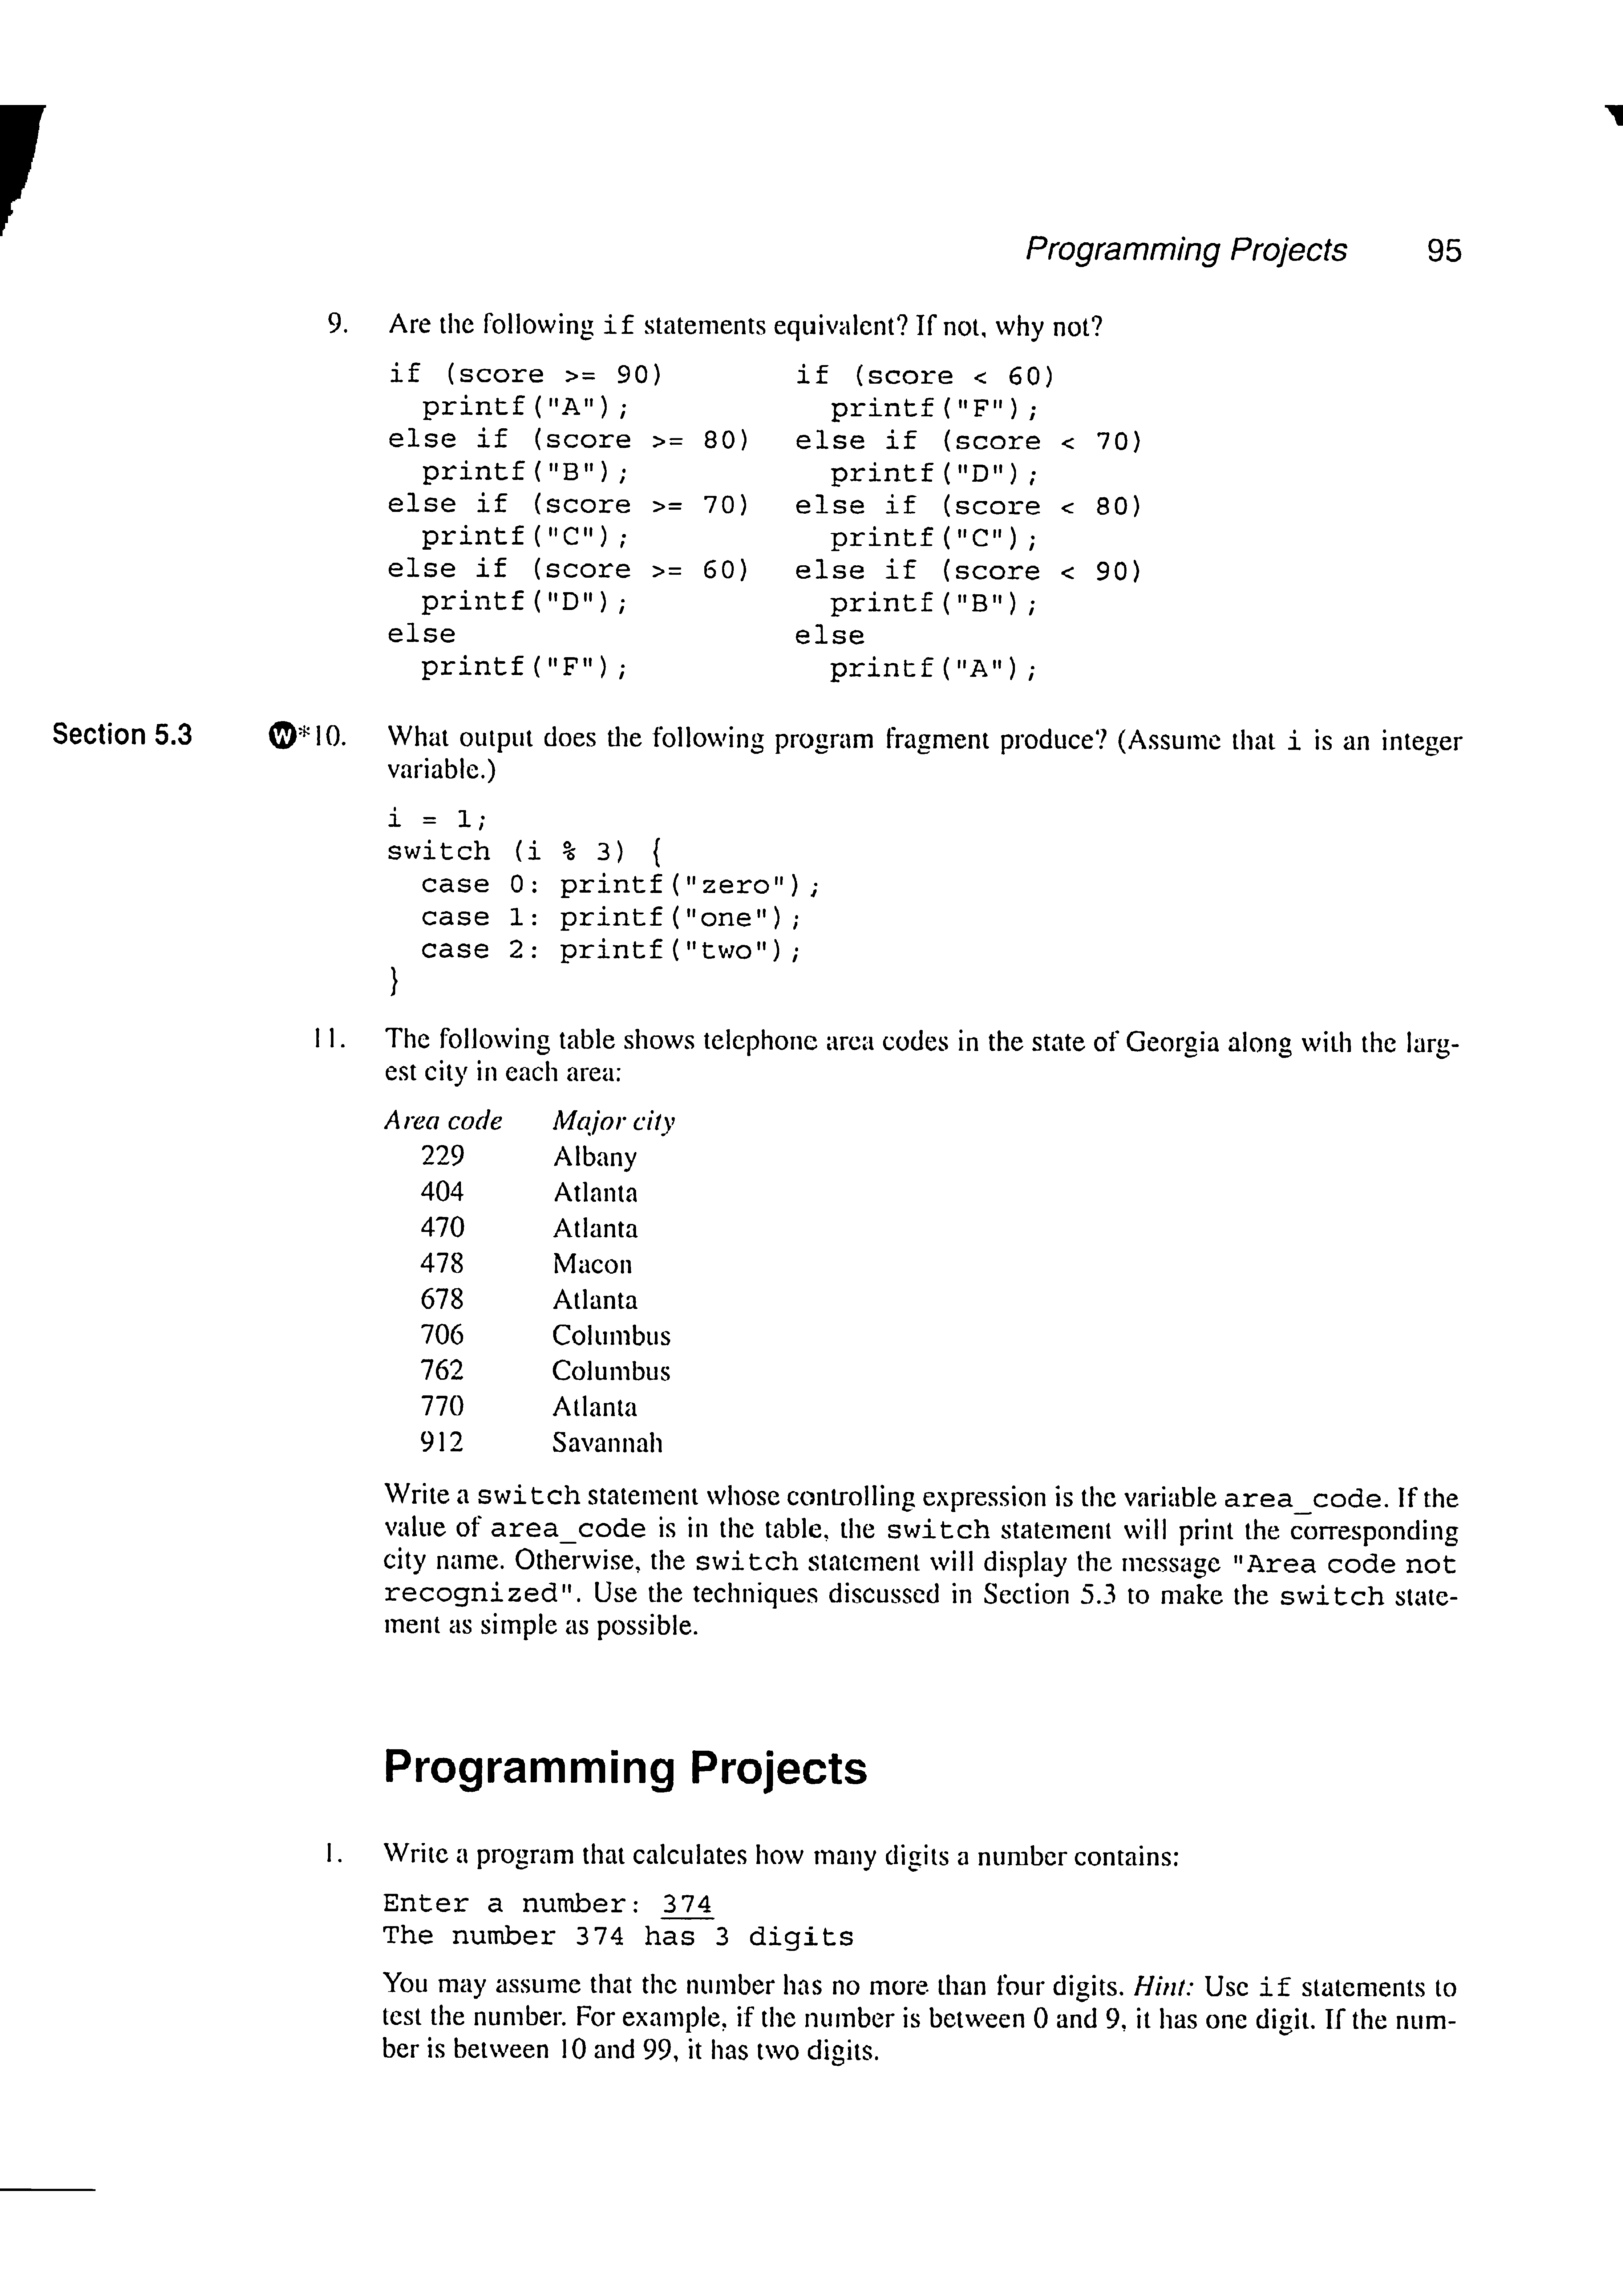 Programming Projects 95
9. Are the following if statements equivalent? If not, why not?
if (score >= 90) if (score < 60)
printf("A"); printf("F");
else if (score >= 80) else if (score < 70)
printf("B"); printf("D");
else if (score >= 70) else if (score < 80)
printf("C"); printf("C");
else if (score >= 60) else if (score < 90)
printf("D"); printf("B");
else else
printf("F"); printf("A");
Section 5.3 W*10. What output does the following program fragment produce? (Assume that i is an integer
variable.)
i = 1;
switch (i % 3) {
case 0: printf("zero");
case 1: printf("one");
case 2: printf("two");
}
11. The following table shows telephone area codes in the state of Georgia along with the larg-
est city in each area:
Area code Major city
229 Albany
404 Atlanta
470 Atlanta
478 Macon
678 Atlanta
706 Columbus
762 Columbus
770 Atlanta
912 Savannah
Write a switch statement whose controlling expression is the variable area_code. If the
value of area_code is in the table, the switch statement will print the corresponding
city name. Otherwise, the switch statement will display the message "Area code not
recognized". Use the techniques discussed in Section 5.3 to make the switch state-
ment as simple as possible.
Programming Projects
1. Write a program that calculates how many digits a number contains:
Enter a number: 374
The number 374 has 3 digits
You may assume that the number has no more than four digits. Hint: Use if statements to
test the number. For example, if the number is between 0 and 9, it has one digit. If the num-
ber is between 10 and 99, it has two digits.